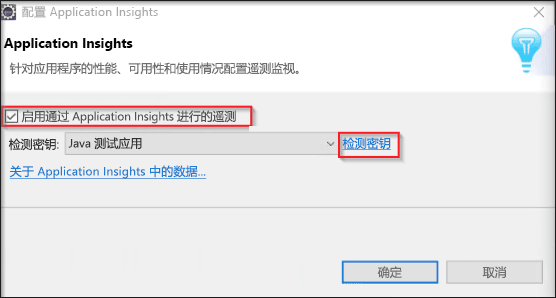 配置 Application Insights
Application Insights
针对应用程序的性能、可用性和使用情况配置遥测监视。
启用通过 Application Insights 进行的遥测
检测密钥: Java 测试应用 检测密钥
关于 Application Insights 中的数据...
确定 取消